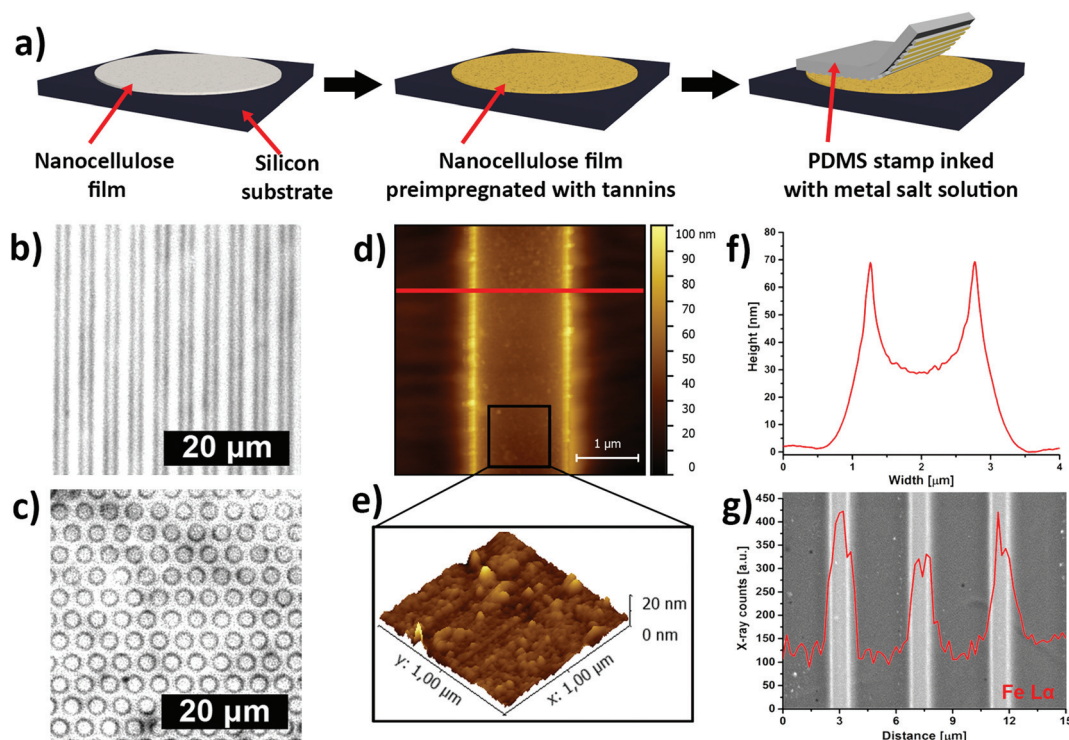 a)
Nanocellulose
film
Silicon
substrate
Nanocellulose film
preimpregnated with tannins
PDMS stamp inked
with metal salt solution
b)
20 µm
c)
20 µm
d)
100 nm
90
80
70
60
50
40
30
20
10
0
1 µm
e)
20 nm
0 nm
y: 1,00 µm
x: 1,00 µm
f)
Height [nm]
80
70
60
50
40
30
20
10
0
0 1 2 3 4
Width [µm]
g)
X-ray counts [a.u.]
450
400
350
300
250
200
150
100
50
0
Fe Lα
0 3 6 9 12 15
Distance [µm]